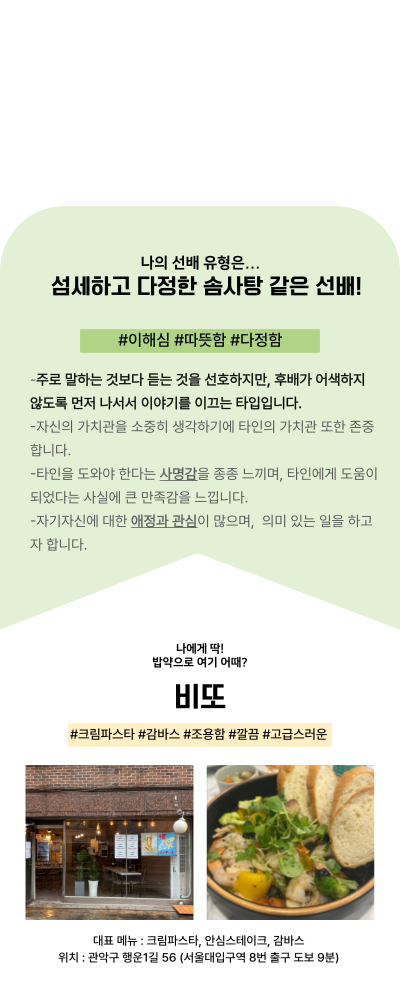 나의 선배 유형은...
섬세하고 다정한 솜사탕 같은 선배!
#이해심 #따뜻함 #다정함
-주로 말하는 것보다 듣는 것을 선호하지만, 후배가 어색하지
않도록 먼저 나서서 이야기를 이끄는 타입입니다.
-자신의 가치관을 소중히 생각하기에 타인의 가치관 또한 존중
합니다.
-타인을 도와야 한다는 사명감을 종종 느끼며, 타인에게 도움이
되었다는 사실에 큰 만족감을 느낍니다.
-자기자신에 대한 애정과 관심이 많으며,  의미 있는 일을 하고
자 합니다.
나에게 딱!
밥약으로 여기 어때?
비또
#크림파스타 #감바스 #조용함 #깔끔 #고급스러운
대표 메뉴 : 크림파스타, 안심스테이크, 감바스
위치 : 관악구 행운1길 56 (서울대입구역 8번 출구 도보 9분)